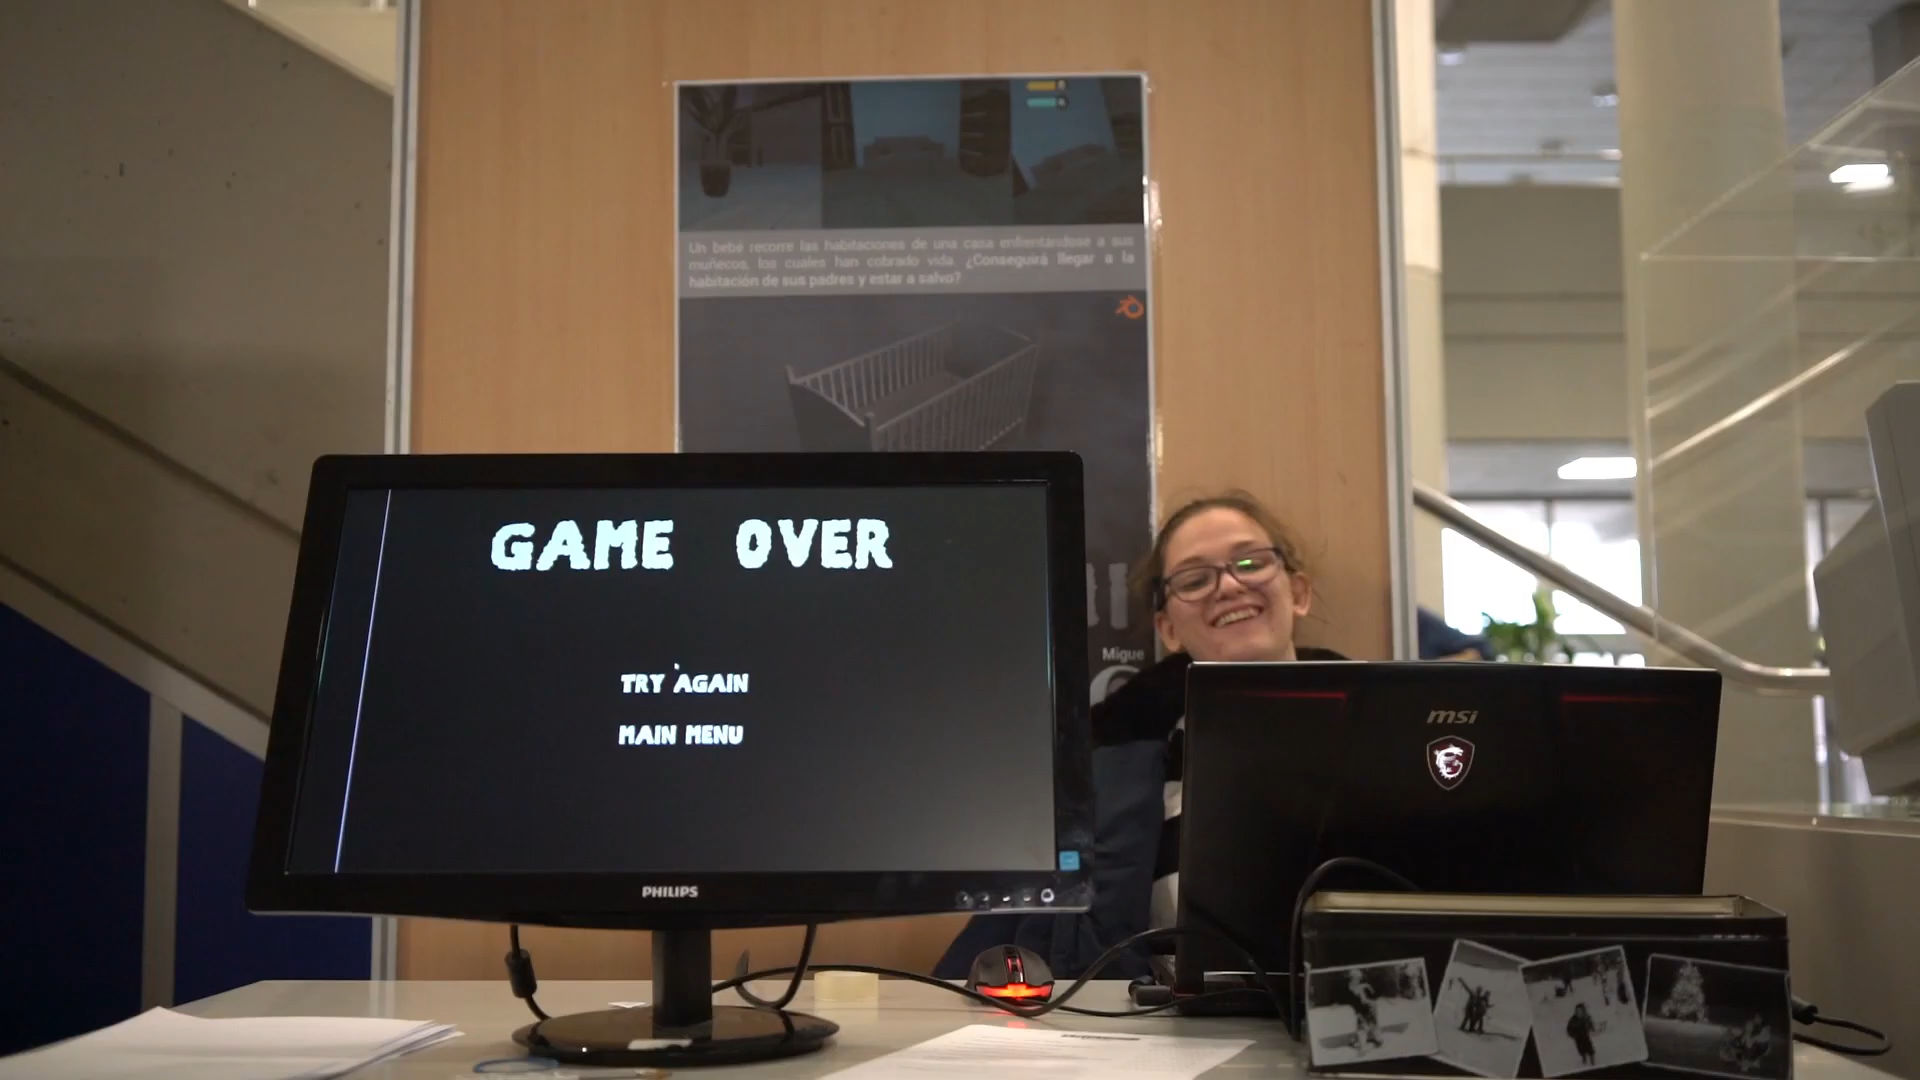 Un bebé recorre las habitaciones de una casa enfrentándose a sus
muñecos, los cuales han cobrado vida. ¿Conseguirá llegar a la
habitación de sus padres y estar a salvo?
GAME OVER
TRY AGAIN
MAIN MENU
PHILIPS
Migue
msi